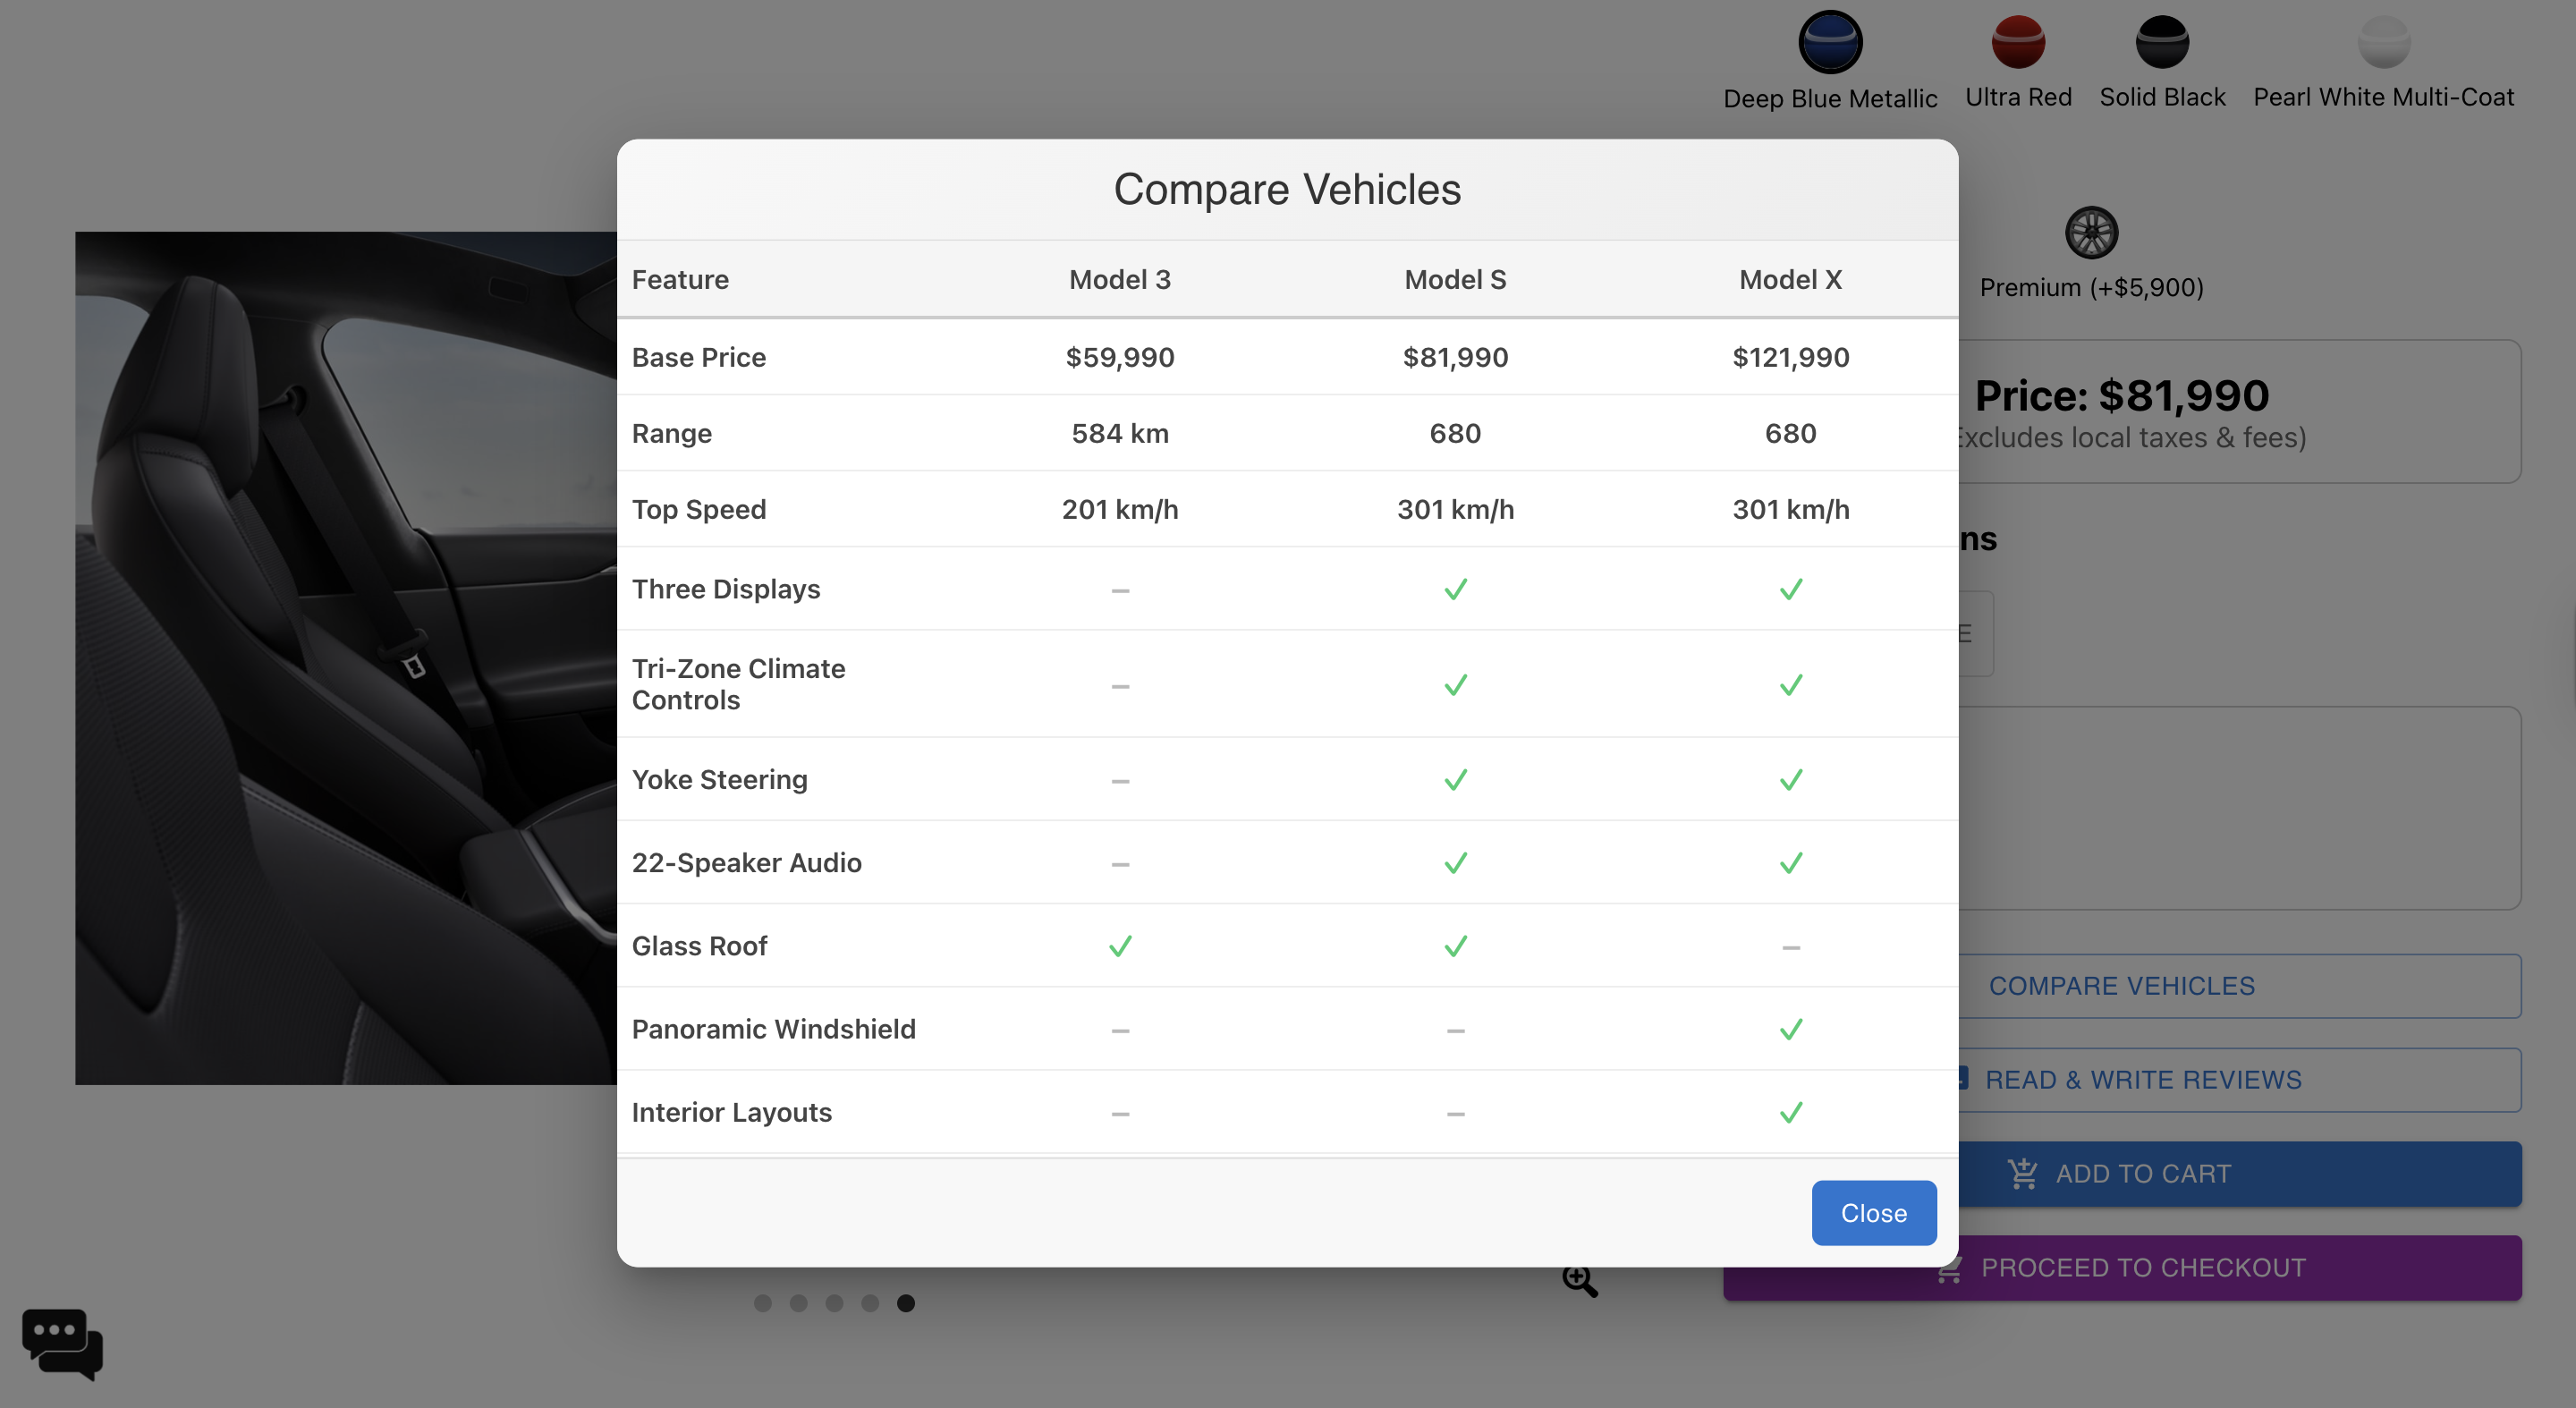 Deep Blue Metallic Ultra Red Solid Black Pearl White Multi-Coat
Compare Vehicles
Feature Model 3 Model S Model X
Base Price $59,990 $81,990 $121,990
Range 584 km 680 680
Top Speed 201 km/h 301 km/h 301 km/h
Three Displays –
Tri-Zone Climate
Controls –
Yoke Steering –
22-Speaker Audio –
Glass Roof –
Panoramic Windshield – –
Interior Layouts – –
Close
Premium (+$5,900)
Price: $81,990
Excludes local taxes & fees)
ns
E
COMPARE VEHICLES
READ & WRITE REVIEWS
ADD TO CART
PROCEED TO CHECKOUT